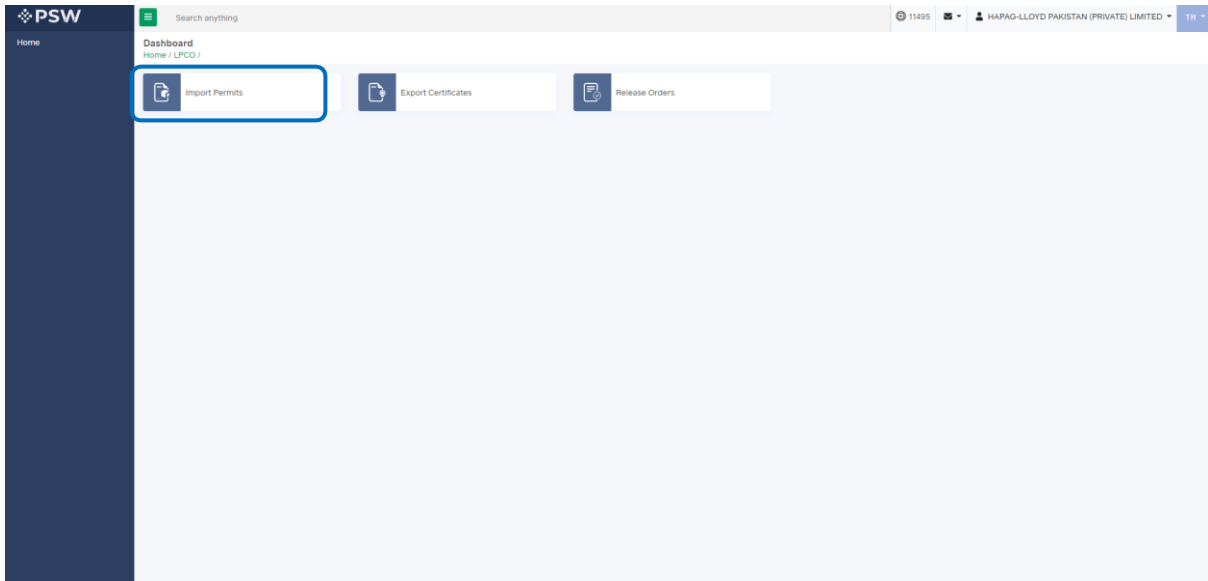 PSW
Search anything
11495
HAPAG-LLOYD PAKISTAN (PRIVATE) LIMITED
TR
Home
Dashboard
Home / LPCO /
Import Permits
Export Certificates
Release Orders